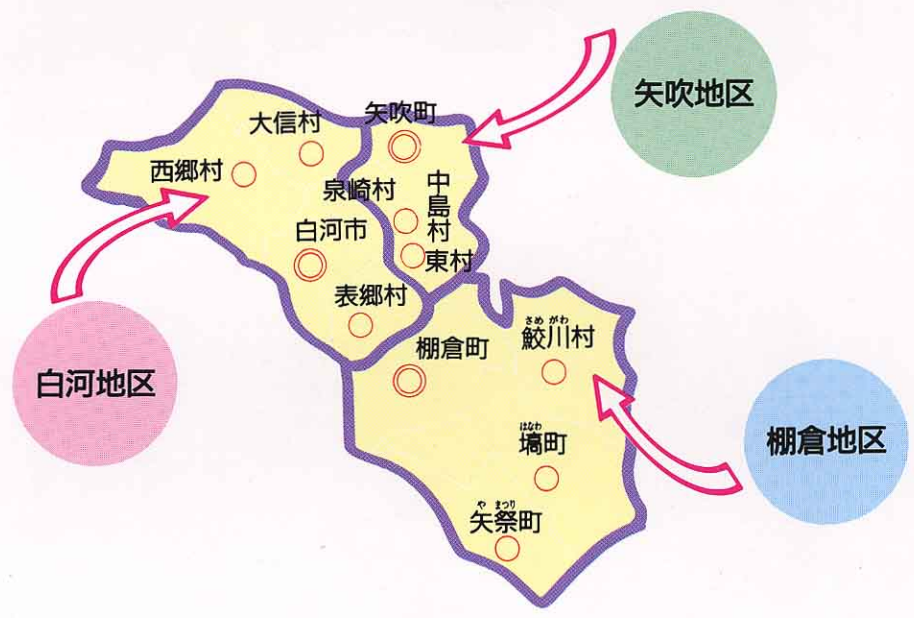 矢吹地区
大信村
矢吹町
西郷村
泉崎村
中島村
白河市
東村
表郷村
さめ がわ
鮫川村
棚倉町
白河地区
はなわ
塙町
棚倉地区
や まつり
矢祭町